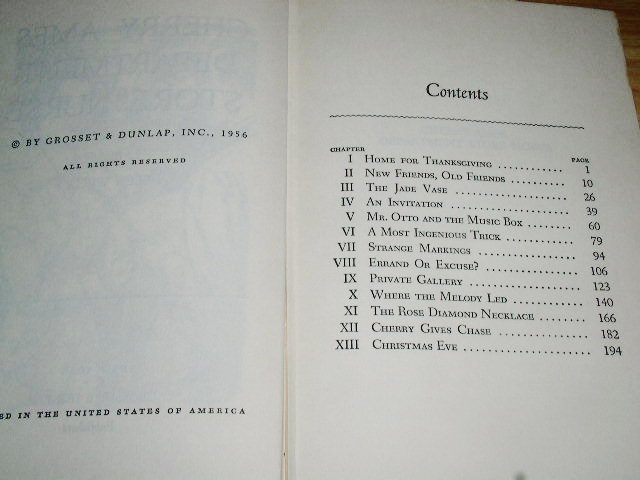 © BY GROSSET & DUNLAP, INC., 1956
ALL RIGHTS RESERVED
ED IN THE UNITED STATES OF AMERICA
Contents
CHAPTER PAGE
I HOME FOR THANKSGIVING ............ 1
II NEW FRIENDS, OLD FRIENDS .......... 10
III THE JADE VASE .................... 26
IV AN INVITATION .................... 39
V MR. OTTO AND THE MUSIC BOX ....... 60
VI A MOST INGENIOUS TRICK ........... 79
VII STRANGE MARKINGS ................ 94
VIII ERRAND OR EXCUSE? ............... 106
IX PRIVATE GALLERY ................. 123
X WHERE THE MELODY LED ............ 140
XI THE ROSE DIAMOND NECKLACE ........ 166
XII CHERRY GIVES CHASE .............. 182
XIII CHRISTMAS EVE ................... 194